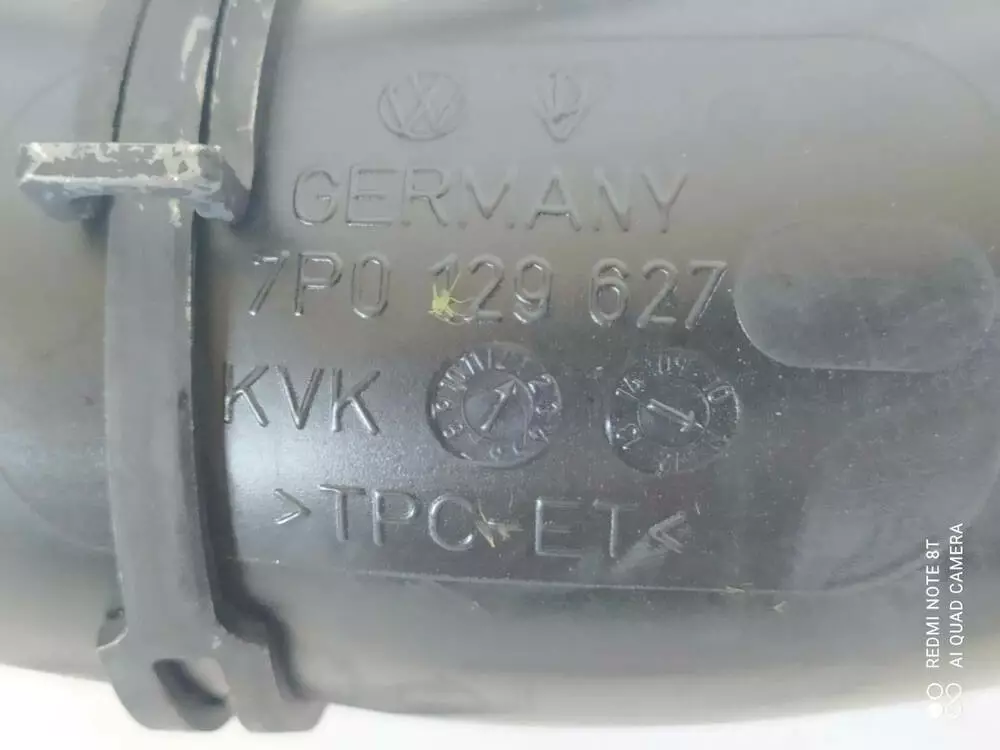 GERMANY
7P0 129 627
KVK
>TPC-ET<
REDMI NOTE 8T
AI QUAD CAMERA